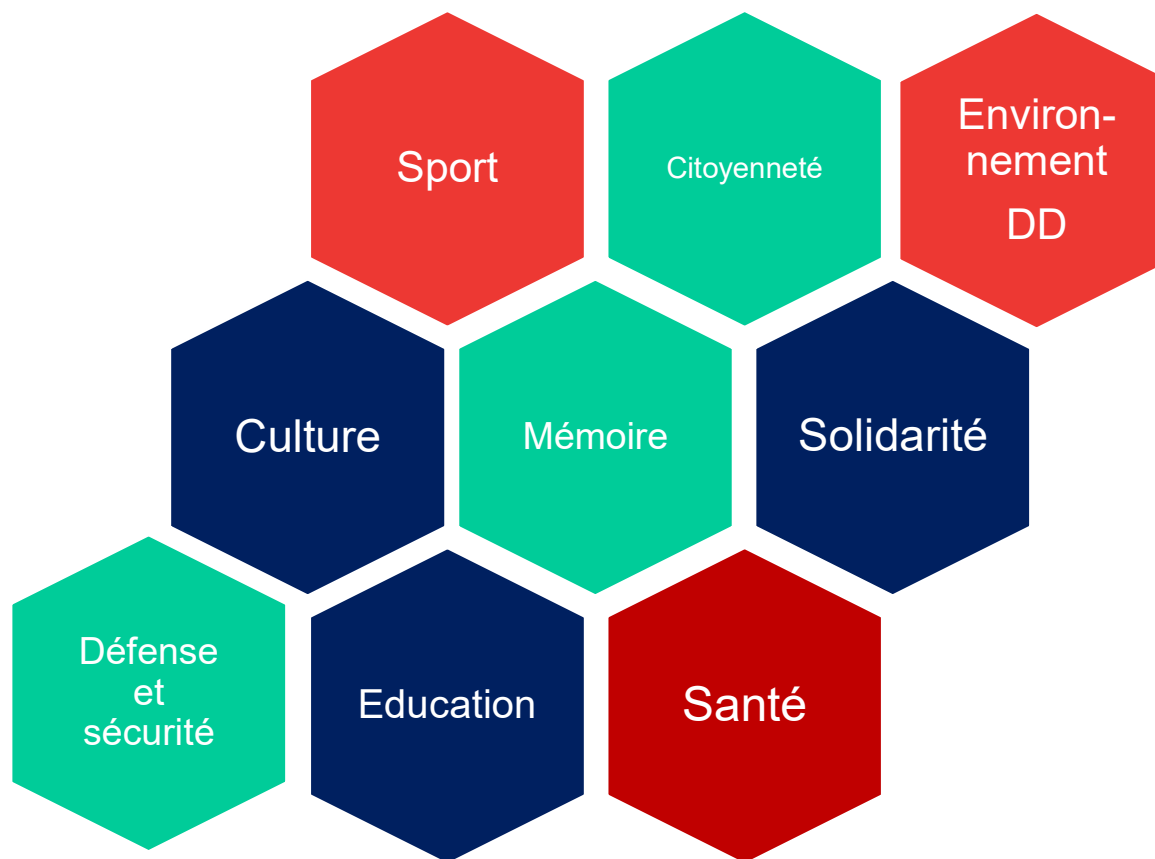 Sport
Citoyenneté
Environ-
nement
DD
Culture
Mémoire
Solidarité
Défense
et
sécurité
Education
Santé